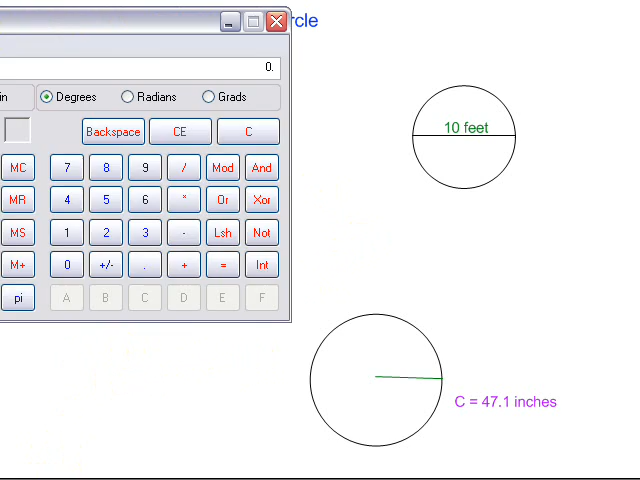 rcle
0.
in Degrees Radians Grads
Backspace CE C
MC 7 8 9 / Mod And
MR 4 5 6 * Or Xor
MS 1 2 3 - Lsh Not
M+ 0 +/- . + = Int
pi A B C D E F
10 feet
C = 47.1 inches